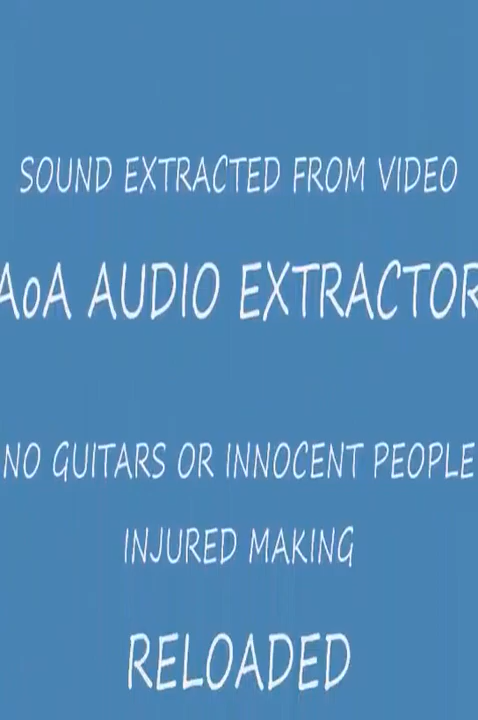 SOUND EXTRACTED FROM VIDEO
AoA AUDIO EXTRACTOR
NO GUITARS OR INNOCENT PEOPLE
INJURED MAKING
RELOADED